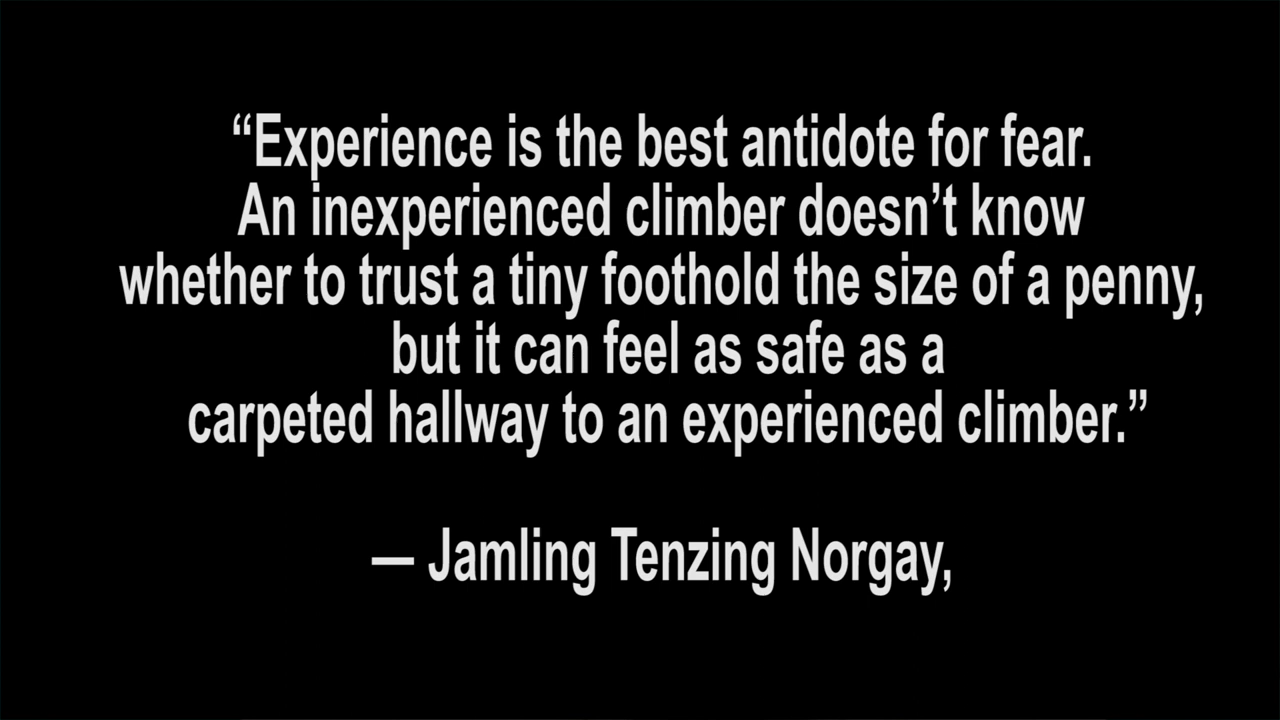 “Experience is the best antidote for fear.
An inexperienced climber doesn’t know
whether to trust a tiny foothold the size of a penny,
but it can feel as safe as a
carpeted hallway to an experienced climber.”
— Jamling Tenzing Norgay,